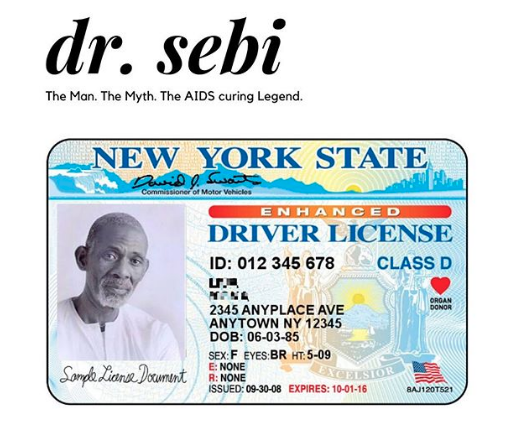 dr. sebi
The Man. The Myth. The AIDS curing Legend.
NEW YORK STATE
David J. Swarts
Commissioner of Motor Vehicles
ENHANCED
DRIVER LICENSE
ID: 012 345 678 CLASS D
2345 ANYPLACE AVE
ANYTOWN NY 12345
DOB: 06-03-85
ORGAN
DONOR
SEX: F EYES: BR HT: 5-09
E: NONE
R: NONE
ISSUED: 09-30-08 EXPIRES: 10-01-16
EXCELSIOR
8AJ120T521
Sample License Document